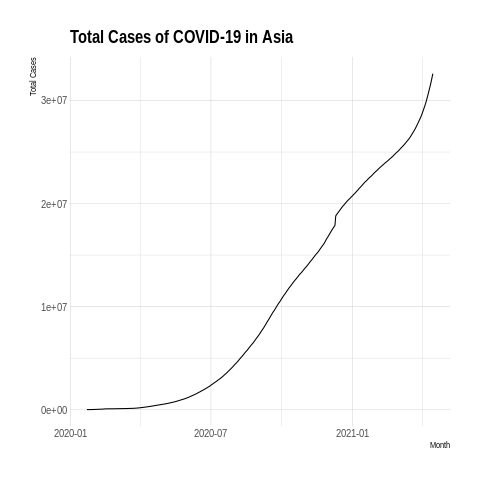 Total Cases of COVID-19 in Asia
Total Cases
3e+07
2e+07
1e+07
0e+00
2020-01 2020-07 2021-01
Month